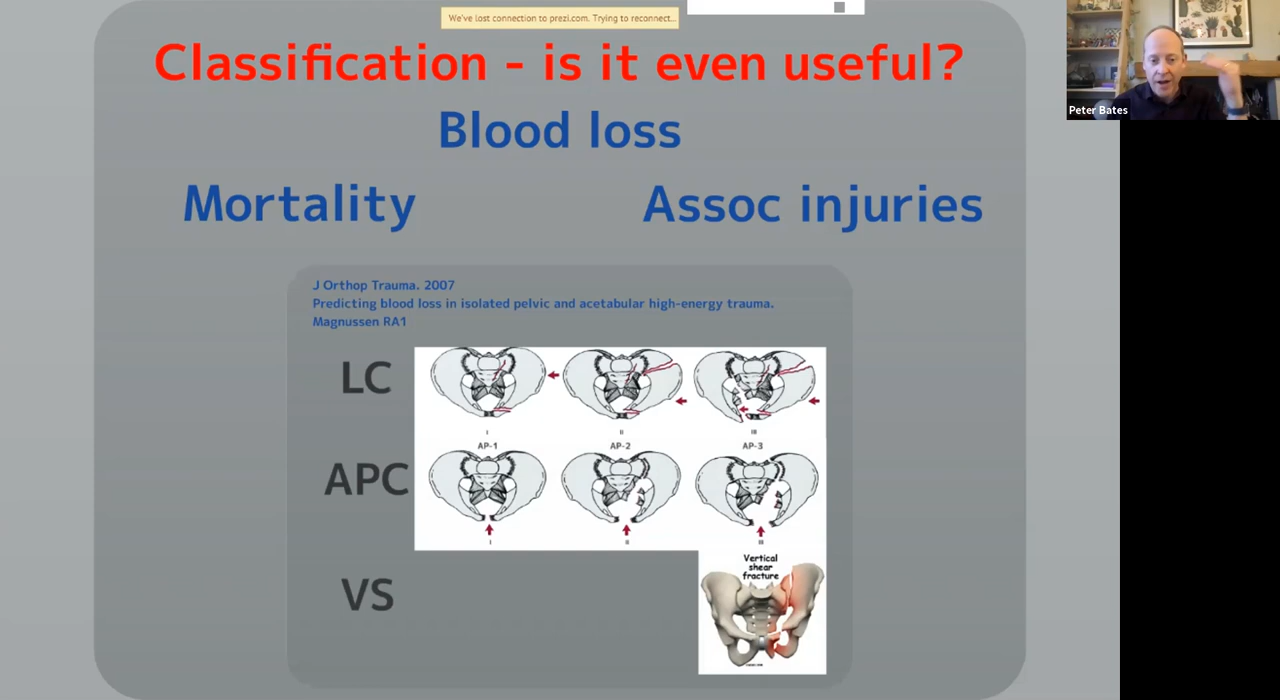 We've lost connection to prezi.com. Trying to reconnect...
Classification - is it even useful?
Blood loss
Mortality
Assoc injuries
Peter Bates
J Orthop Trauma. 2007
Predicting blood loss in isolated pelvic and acetabular high-energy trauma.
Magnussen RA1
LC
I
II
III
AP-1
AP-2
AP-3
APC
I
II
III
Vertical
shear
fracture
VS